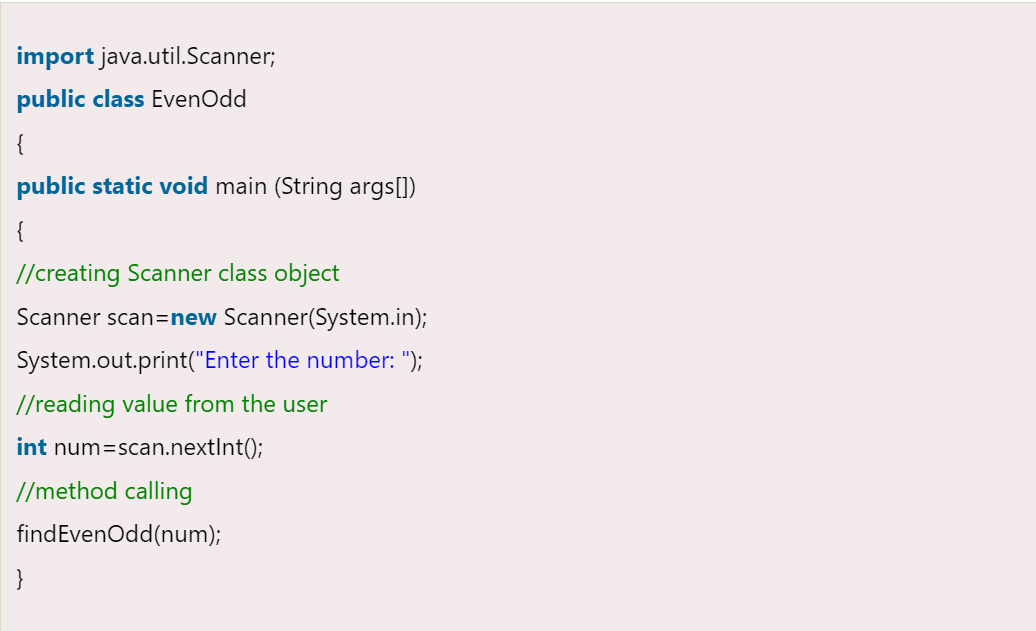 import java.util.Scanner;
public class EvenOdd
{
public static void main (String args[])
{
//creating Scanner class object
Scanner scan=new Scanner(System.in);
System.out.print("Enter the number: ");
//reading value from the user
int num=scan.nextInt();
//method calling
findEvenOdd(num);
}